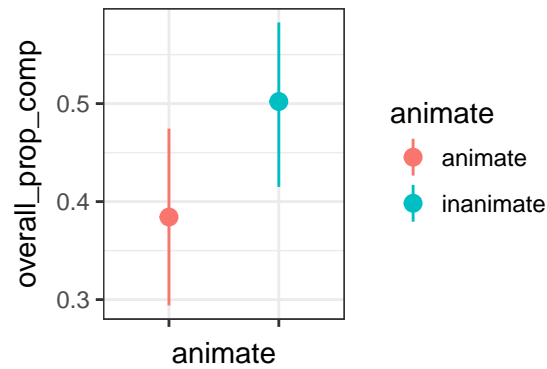 overall_prop_comp
0.5
0.4
0.3
animate
animate
animate
inanimate